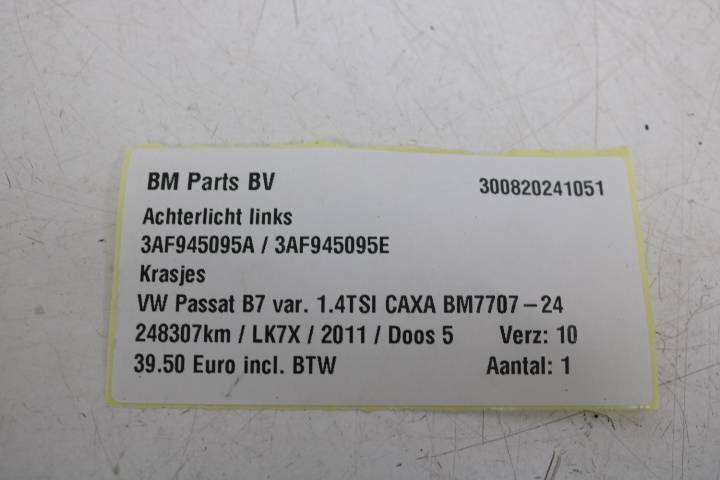 BM Parts BV 300820241051
Achterlicht links
3AF945095A / 3AF945095E
Krasjes
VW Passat B7 var. 1.4TSI CAXA BM7707-24
248307km / LK7X / 2011 / Doos 5 Verz: 10
39.50 Euro incl. BTW Aantal: 1